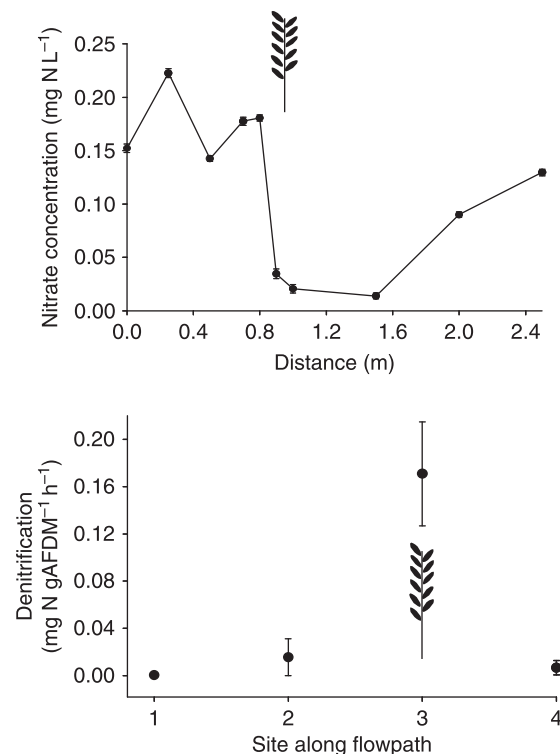 0.25
0.20
0.15
0.10
0.05
0.00
Nitrate concentration (mg N L⁻¹)
0.0 0.4 0.8 1.2 1.6 2.0 2.4
Distance (m)
0.20
0.16
0.12
0.08
0.04
0.00
Denitrification
(mg N gAFDM⁻¹ h⁻¹)
1 2 3 4
Site along flowpath